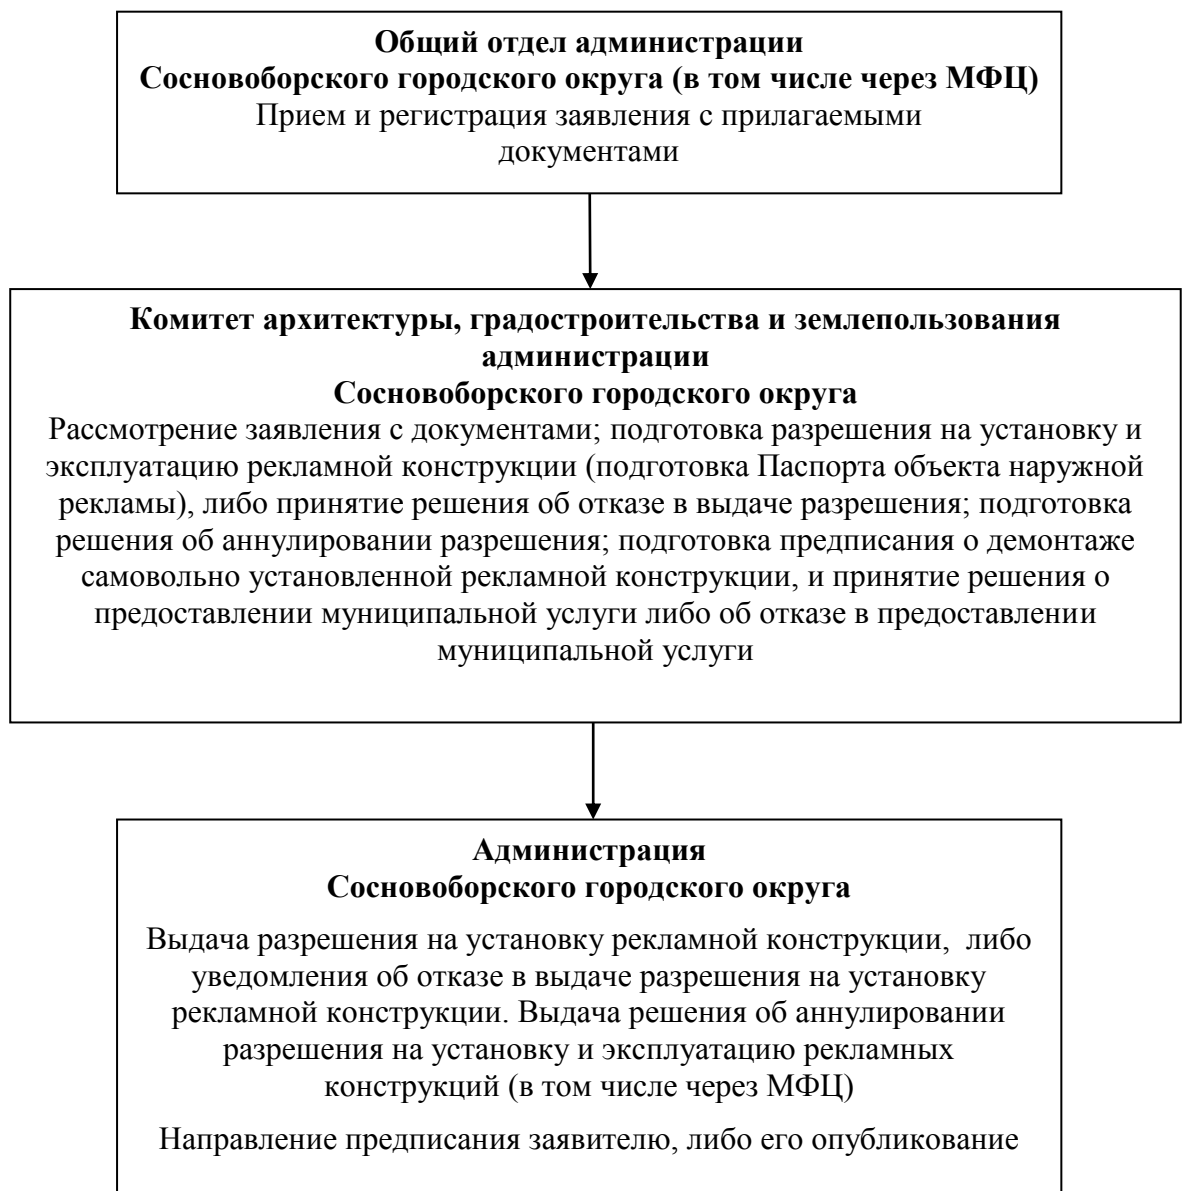 Общий отдел администрации
Сосновоборского городского округа (в том числе через МФЦ)
Прием и регистрация заявления с прилагаемыми
документами
Комитет архитектуры, градостроительства и землепользования
администрации
Сосновоборского городского округа
Рассмотрение заявления с документами; подготовка разрешения на установку и
эксплуатацию рекламной конструкции (подготовка Паспорта объекта наружной
рекламы), либо принятие решения об отказе в выдаче разрешения; подготовка
решения об аннулировании разрешения; подготовка предписания о демонтаже
самовольно установленной рекламной конструкции, и принятие решения о
предоставлении муниципальной услуги либо об отказе в предоставлении
муниципальной услуги
Администрация
Сосновоборского городского округа
Выдача разрешения на установку рекламной конструкции, либо
уведомления об отказе в выдаче разрешения на установку
рекламной конструкции. Выдача решения об аннулировании
разрешения на установку и эксплуатацию рекламных
конструкций (в том числе через МФЦ)
Направление предписания заявителю, либо его опубликование